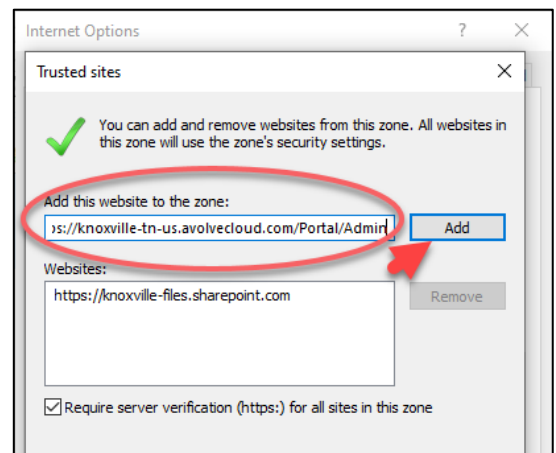 Internet Options ?
Trusted sites
You can add and remove websites from this zone. All websites in
this zone will use the zone's security settings.
Add this website to the zone:
os://knoxville-tn-us.avolvecloud.com/Portal/Admin Add
Websites:
https://knoxville-files.sharepoint.com Remove
Require server verification (https:) for all sites in this zone